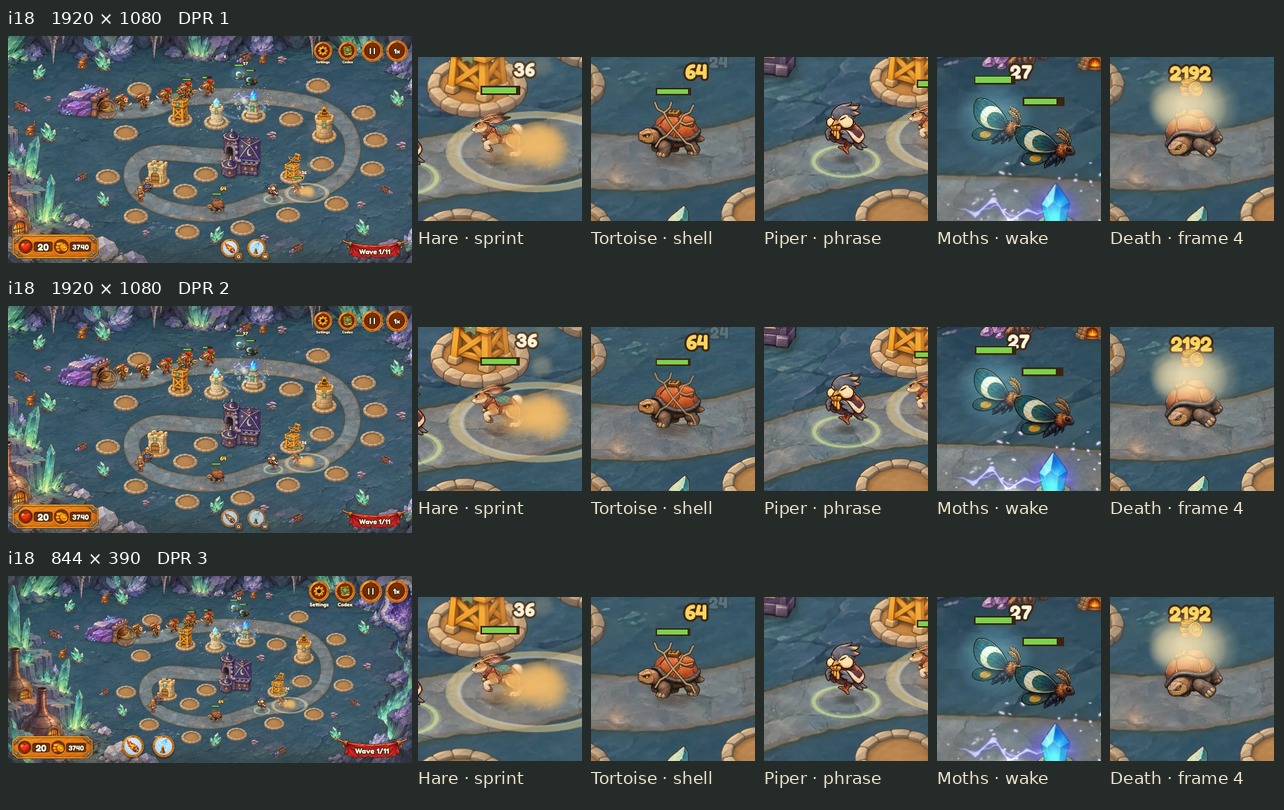 i18 1920 × 1080 DPR 1
Settings Codex 1x
20 3740
Wave 1/11
36
64
27
2192
Hare · sprint
Tortoise · shell
Piper · phrase
Moths · wake
Death · frame 4
i18 1920 × 1080 DPR 2
Settings Codex 1x
20 3740
Wave 1/11
36
64 24
27
2192
Hare · sprint
Tortoise · shell
Piper · phrase
Moths · wake
Death · frame 4
i18 844 × 390 DPR 3
Settings Codex 1x
20 3740
Wave 1/11
36
64
27
2192
Hare · sprint
Tortoise · shell
Piper · phrase
Moths · wake
Death · frame 4